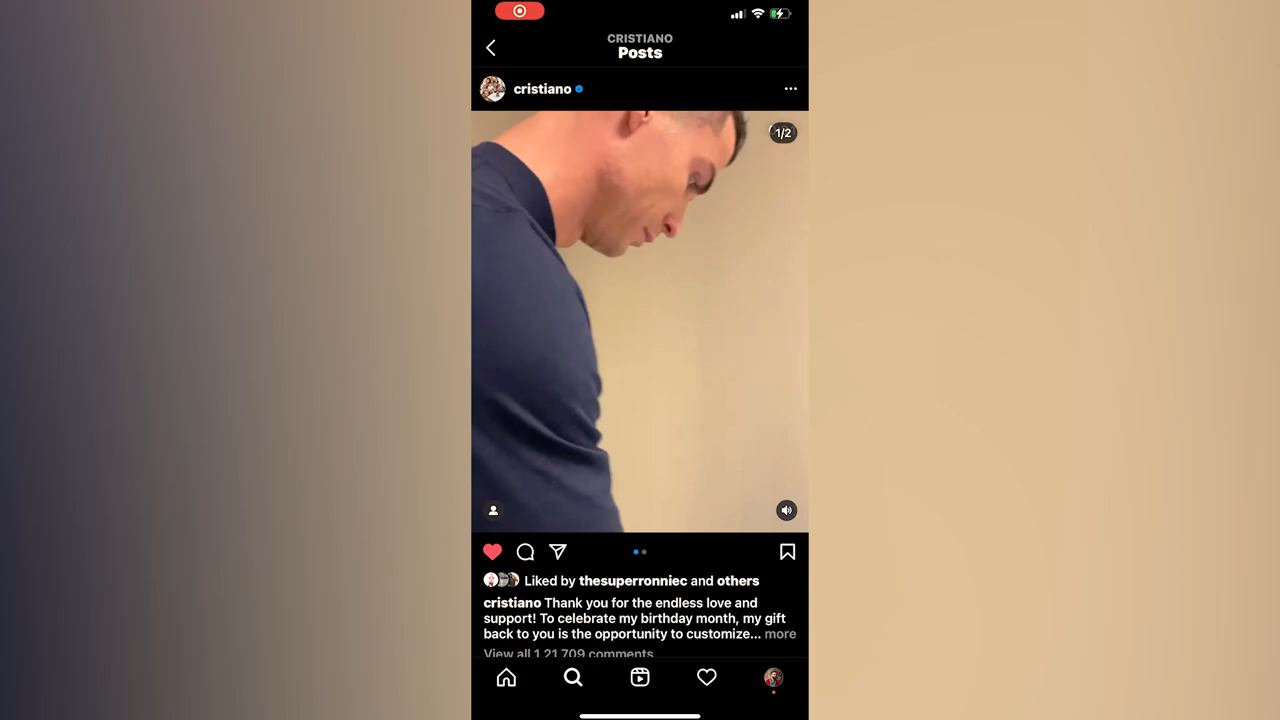 CRISTIANO
Posts
cristiano
1/2
Liked by thesuperronniec and others
cristiano Thank you for the endless love and
support! To celebrate my birthday month, my gift
back to you is the opportunity to customize... more
View all 1,21,709 comments